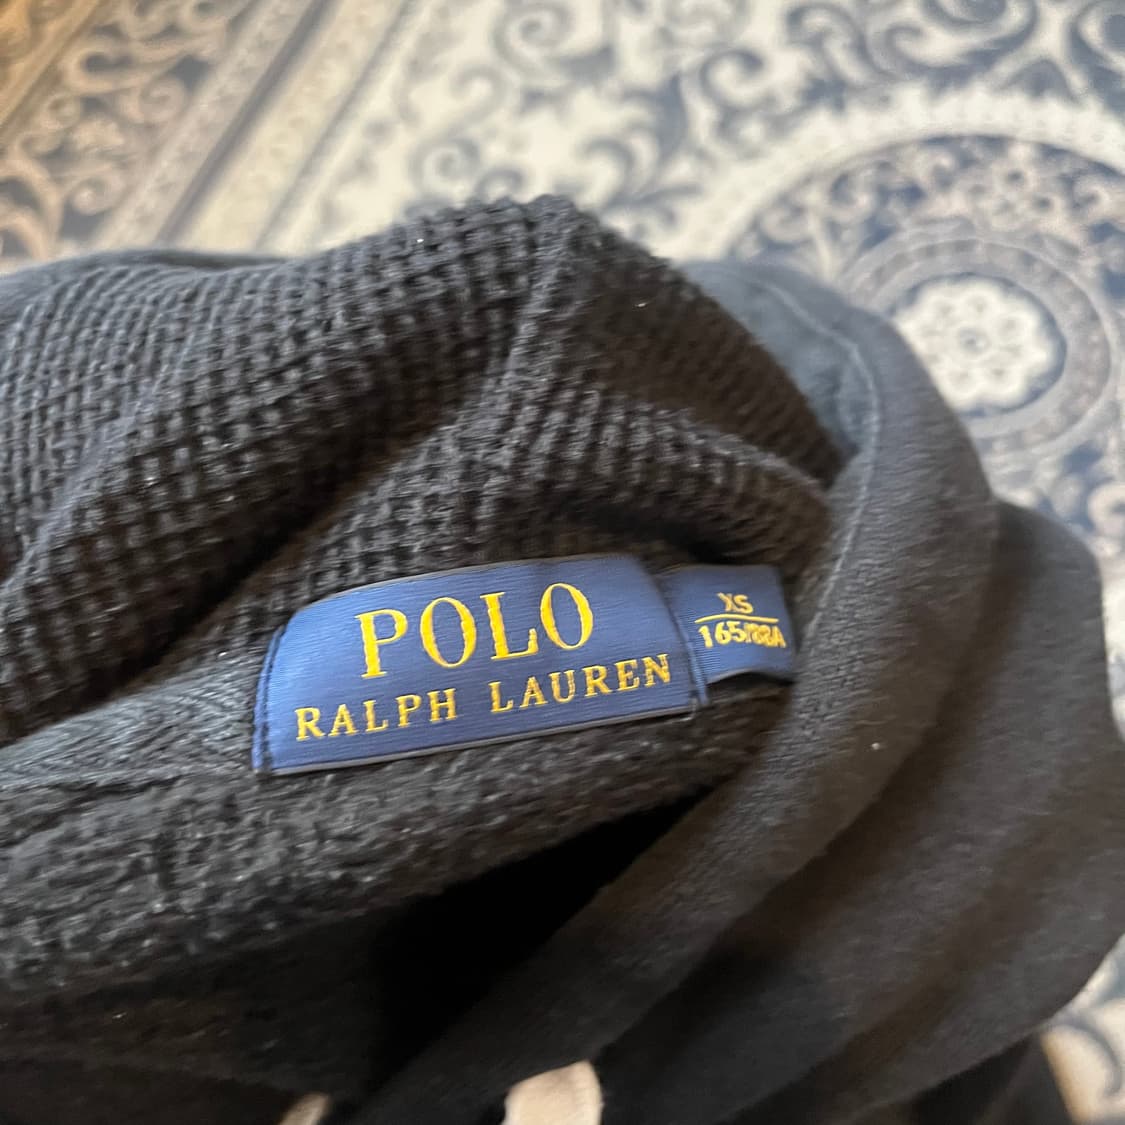 POLO
RALPH LAUREN
XS
165/88A